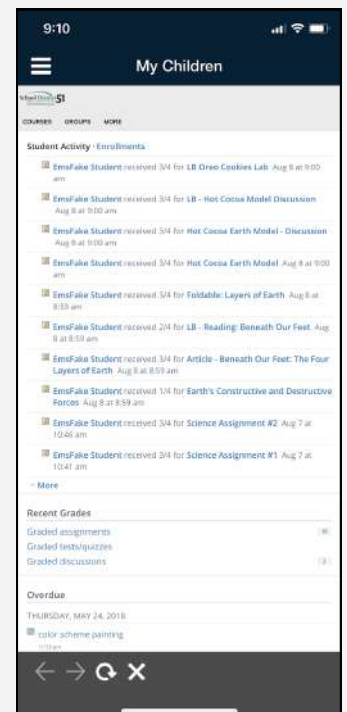 9:10
My Children
School District 51
COURSES GROUPS MORE
Student Activity · Enrollments
EmsFake Student received 3/4 for LB Oreo Cookies Lab Aug 8 at 9:00
am
EmsFake Student received 3/4 for LB - Hot Cocoa Model Discussion
Aug 8 at 9:00 am
EmsFake Student received 3/4 for Hot Cocoa Earth Model - Discussion
Aug 8 at 9:00 am
EmsFake Student received 3/4 for Hot Cocoa Earth Model Aug 8 at 9:00
am
EmsFake Student received 5/4 for Foldable: Layers of Earth Aug 8 at
8:59 am
EmsFake Student received 2/4 for LB - Reading: Beneath Our Feet Aug
8 at 8:59 am
EmsFake Student received 3/4 for Article - Beneath Our Feet: The Four
Layers of Earth Aug 8 at 8:59 am
EmsFake Student received 1/4 for Earth's Constructive and Destructive
Forces Aug 8 at 8:59 am
EmsFake Student received 3/4 for Science Assignment #2 Aug 7 at
10:46 am
EmsFake Student received 3/4 for Science Assignment #1 Aug 7 at
10:41 am
More
Recent Grades
Graded assignments
Graded tests/quizzes
Graded discussions
Overdue
THURSDAY, MAY 24, 2018
color scheme painting